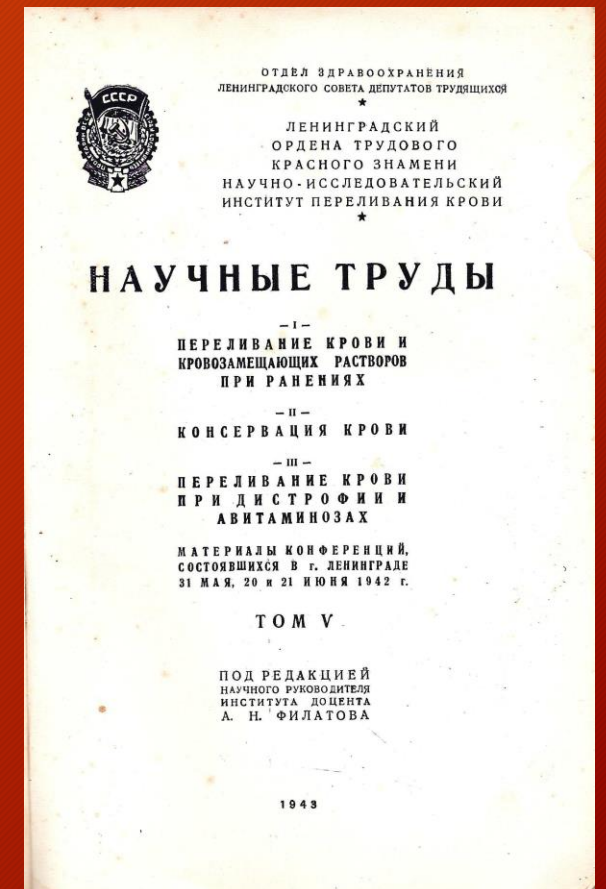 СССР
ОТДЕЛ ЗДРАВООХРАНЕНИЯ
ЛЕНИНГРАДСКОГО СОВЕТА ДЕПУТАТОВ ТРУДЯЩИХСЯ
★
ЛЕНИНГРАДСКИЙ
ОРДЕНА ТРУДОВОГО
КРАСНОГО ЗНАМЕНИ
НАУЧНО-ИССЛЕДОВАТЕЛЬСКИЙ
ИНСТИТУТ ПЕРЕЛИВАНИЯ КРОВИ
★
НАУЧНЫЕ ТРУДЫ
— I —
ПЕРЕЛИВАНИЕ КРОВИ И
КРОВОЗАМЕЩАЮЩИХ РАСТВОРОВ
ПРИ РАНЕНИЯХ
— II —
КОНСЕРВАЦИЯ КРОВИ
— III —
ПЕРЕЛИВАНИЕ КРОВИ
ПРИ ДИСТРОФИИ И
АВИТАМИНОЗАХ
МАТЕРИАЛЫ КОНФЕРЕНЦИЙ,
СОСТОЯВШИХСЯ В г. ЛЕНИНГРАДЕ
31 МАЯ, 20 и 21 ИЮНЯ 1942 г.
ТОМ V
ПОД РЕДАКЦИЕЙ
НАУЧНОГО РУКОВОДИТЕЛЯ
ИНСТИТУТА ДОЦЕНТА
А. Н. ФИЛАТОВА
1943